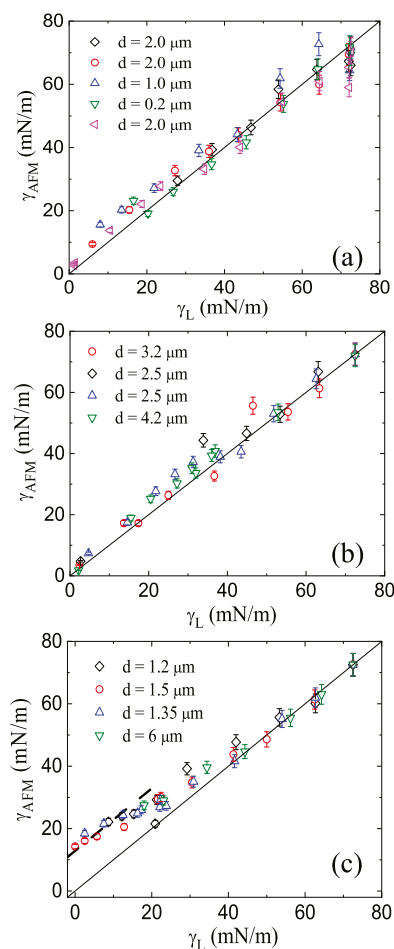 80
60
40
20
0
γAFM (mN/m)
d = 2.0 μm
d = 2.0 μm
d = 1.0 μm
d = 0.2 μm
d = 2.0 μm
(a)
0 20 40 60 80
γL (mN/m)
80
60
40
20
0
γAFM (mN/m)
d = 3.2 μm
d = 2.5 μm
d = 2.5 μm
d = 4.2 μm
(b)
0 20 40 60 80
γL (mN/m)
80
60
40
20
0
γAFM (mN/m)
d = 1.2 μm
d = 1.5 μm
d = 1.35 μm
d = 6 μm
(c)
0 20 40 60 80
γL (mN/m)